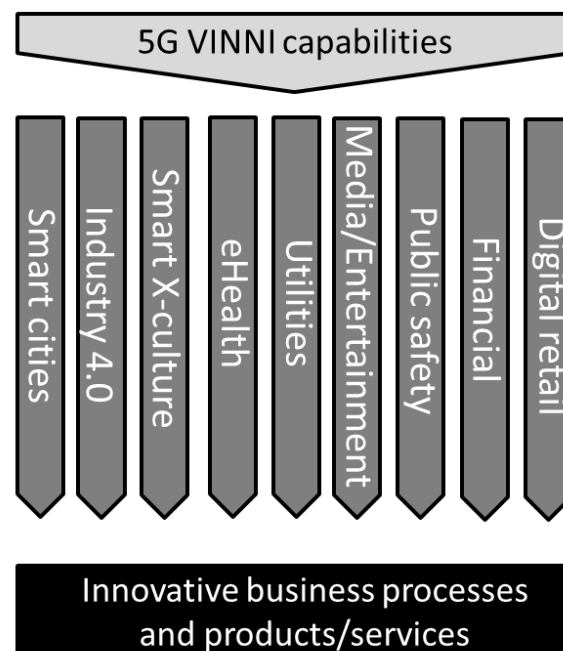 5G VINNI capabilities
Smart cities
Industry 4.0
Smart X-culture
eHealth
Utilities
Media/Entertainment
Public safety
Financial
Digital retail
Innovative business processes
and products/services